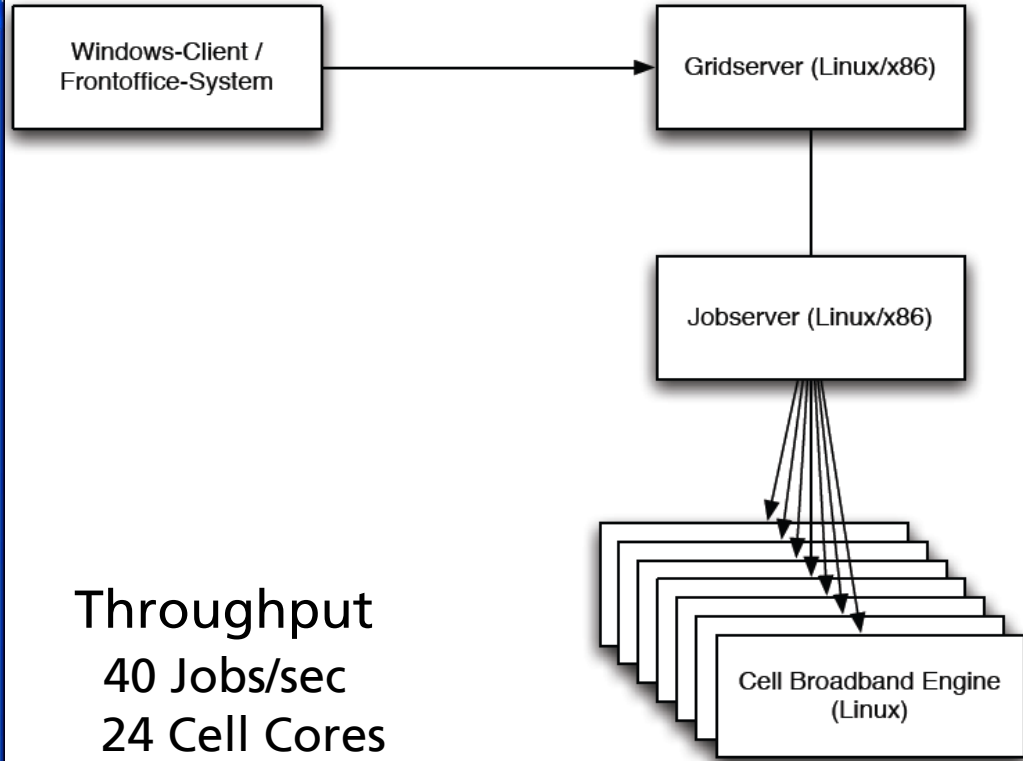 Windows-Client /
Frontoffice-System
Gridserver (Linux/x86)
Jobserver (Linux/x86)
Cell Broadband Engine
(Linux)
Throughput
40 Jobs/sec
24 Cell Cores